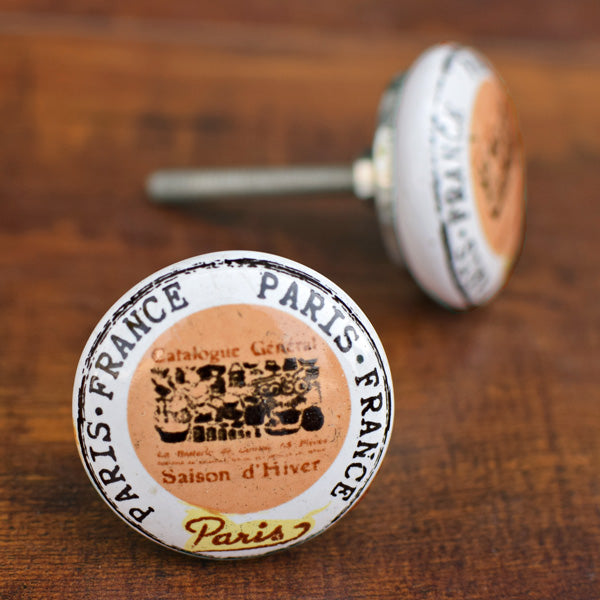 PARIS·FRANCE
PARIS·FRANCE
Catalogue Général
Saison d'Hiver
Paris